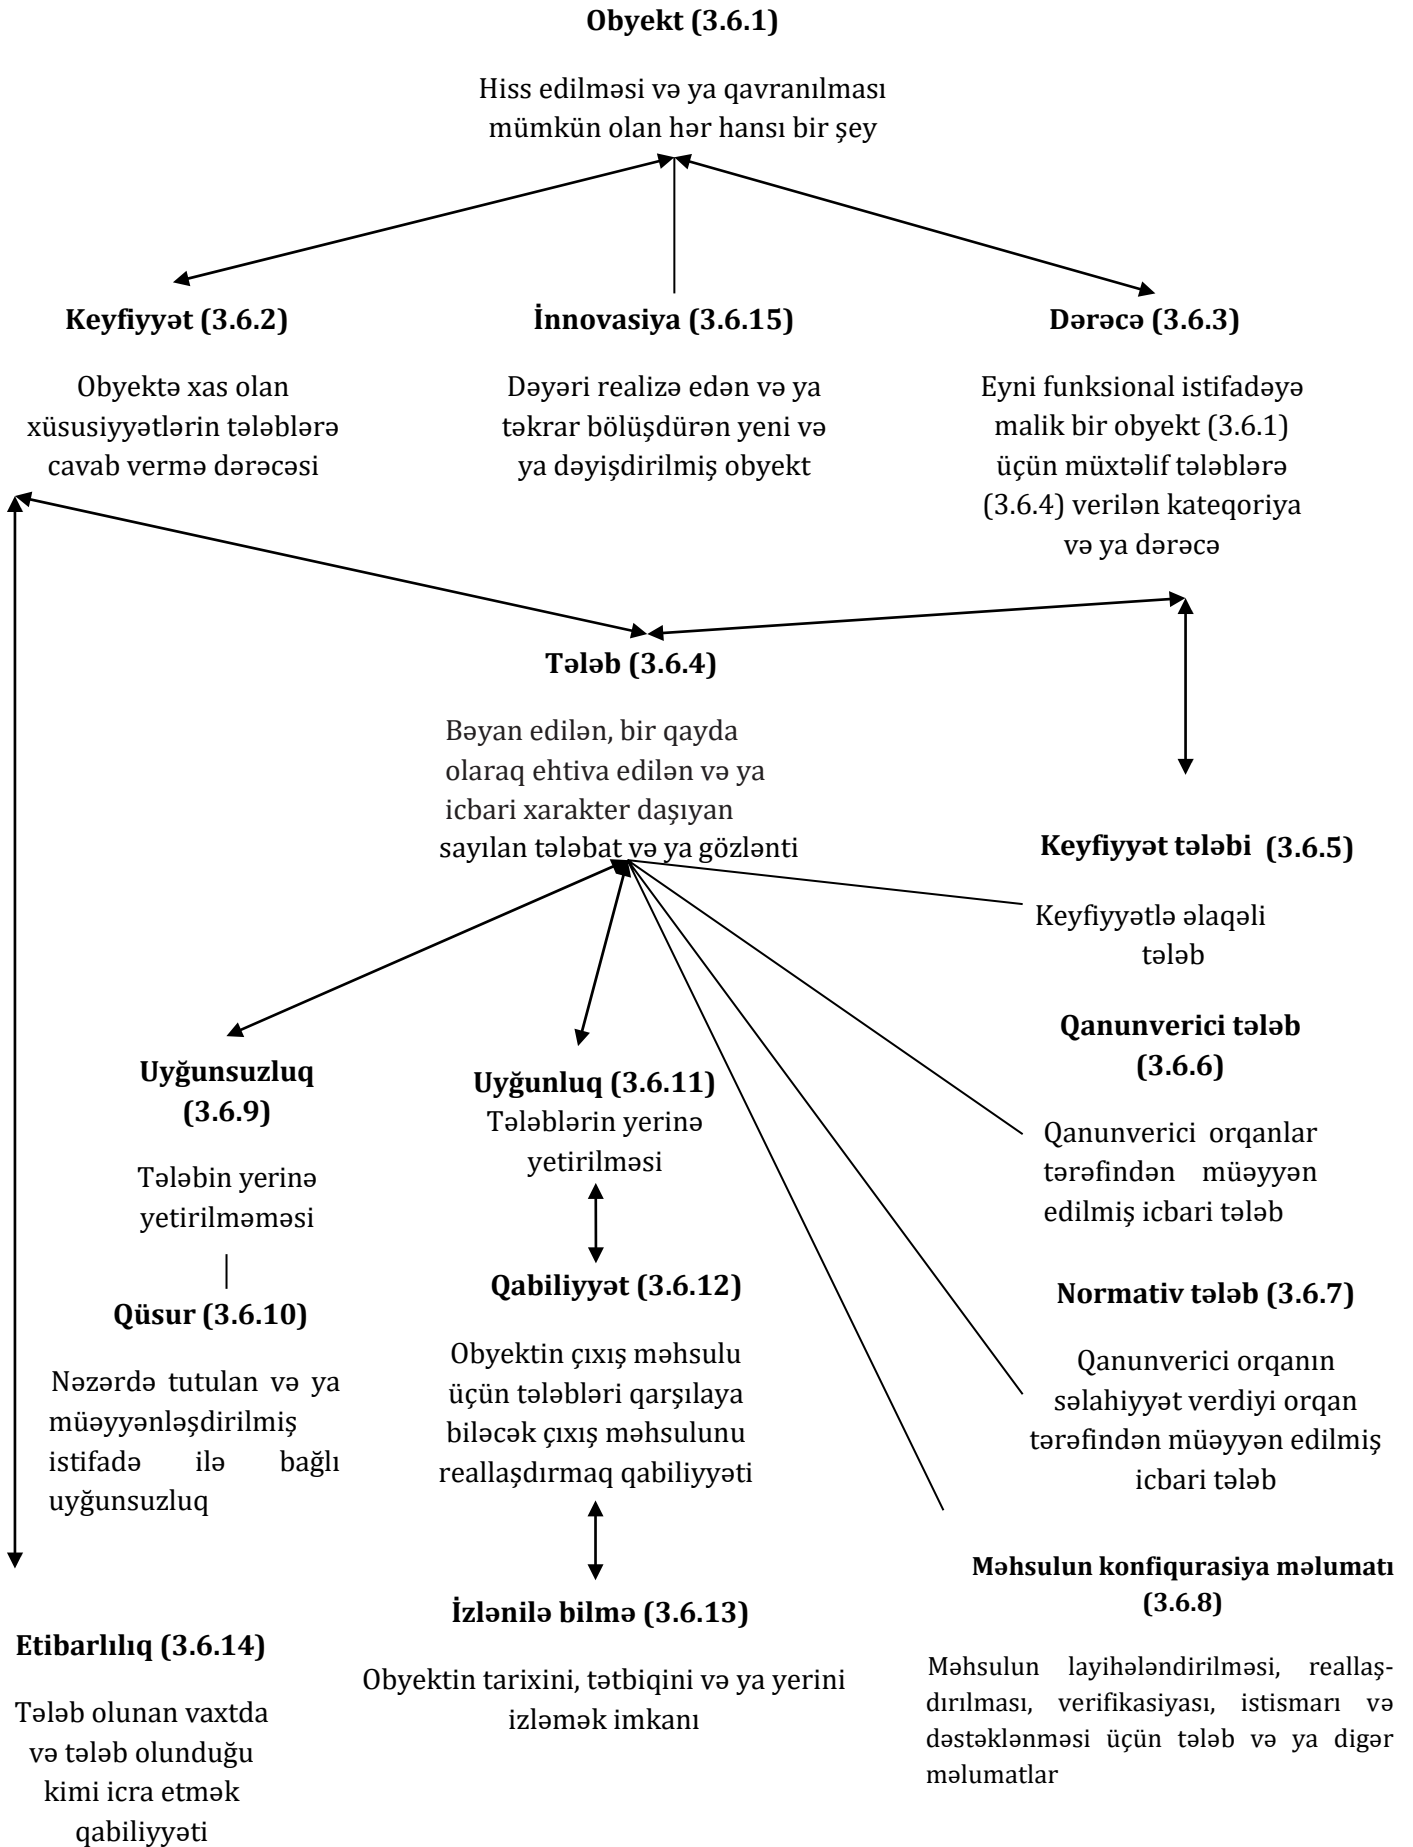 Obyekt (3.6.1)
Hiss edilməsi və ya qavranılması
mümkün olan hər hansı bir şey
Keyfiyyət (3.6.2)
Obyektə xas olan
xüsusiyyətlərin tələblərə
cavab vermə dərəcəsi
İnnovasiya (3.6.15)
Dəyəri realizə edən və ya
təkrar bölüşdürən yeni və
ya dəyişdirilmiş obyekt
Dərəcə (3.6.3)
Eyni funksional istifadəyə
malik bir obyekt (3.6.1)
üçün müxtəlif tələblərə
(3.6.4) verilən kateqoriya
və ya dərəcə
Tələb (3.6.4)
Bəyan edilən, bir qayda
olaraq ehtiva edilən və ya
icbari xarakter daşıyan
sayılan tələbat və ya gözlənti
Keyfiyyət tələbi (3.6.5)
Keyfiyyətlə əlaqəli
tələb
Qanunverici tələb
(3.6.6)
Qanunverici orqanlar
tərəfindən müəyyən
edilmiş icbari tələb
Uyğunsuzluq
(3.6.9)
Tələbin yerinə
yetirilməməsi
Uyğunluq (3.6.11)
Tələblərin yerinə
yetirilməsi
Qüsur (3.6.10)
Nəzərdə tutulan və ya
müəyyənləşdirilmiş
istifadə ilə bağlı
uyğunsuzluq
Qabiliyyət (3.6.12)
Obyektin çıxış məhsulu
üçün tələbləri qarşılaya
biləcək çıxış məhsulunu
reallaşdırmaq qabiliyyəti
Normativ tələb (3.6.7)
Qanunverici orqanın
səlahiyyət verdiyi orqan
tərəfindən müəyyən edilmiş
icbari tələb
Məhsulun konfiqurasiya məlumatı
(3.6.8)
Məhsulun layihələndirilməsi, reallaş-
dırılması, verifikasiyası, istismarı və
dəstəklənməsi üçün tələb və ya digər
məlumatlar
İzlənilə bilmə (3.6.13)
Obyektin tarixini, tətbiqini və ya yerini
izləmək imkanı
Etibarlılıq (3.6.14)
Tələb olunan vaxtda
və tələb olunduğu
kimi icra etmək
qabiliyyəti